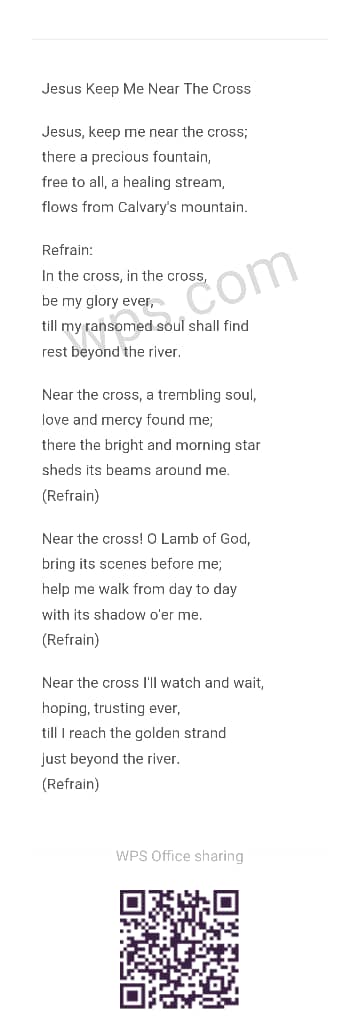 Jesus Keep Me Near The Cross
Jesus, keep me near the cross;
there a precious fountain,
free to all, a healing stream,
flows from Calvary's mountain.
Refrain:
In the cross, in the cross,
be my glory ever,
till my ransomed soul shall find
rest beyond the river.
wps.com
Near the cross, a trembling soul,
love and mercy found me;
there the bright and morning star
sheds its beams around me.
(Refrain)
Near the cross! O Lamb of God,
bring its scenes before me;
help me walk from day to day
with its shadow o'er me.
(Refrain)
Near the cross I'll watch and wait,
hoping, trusting ever,
till I reach the golden strand
just beyond the river.
(Refrain)
WPS Office sharing